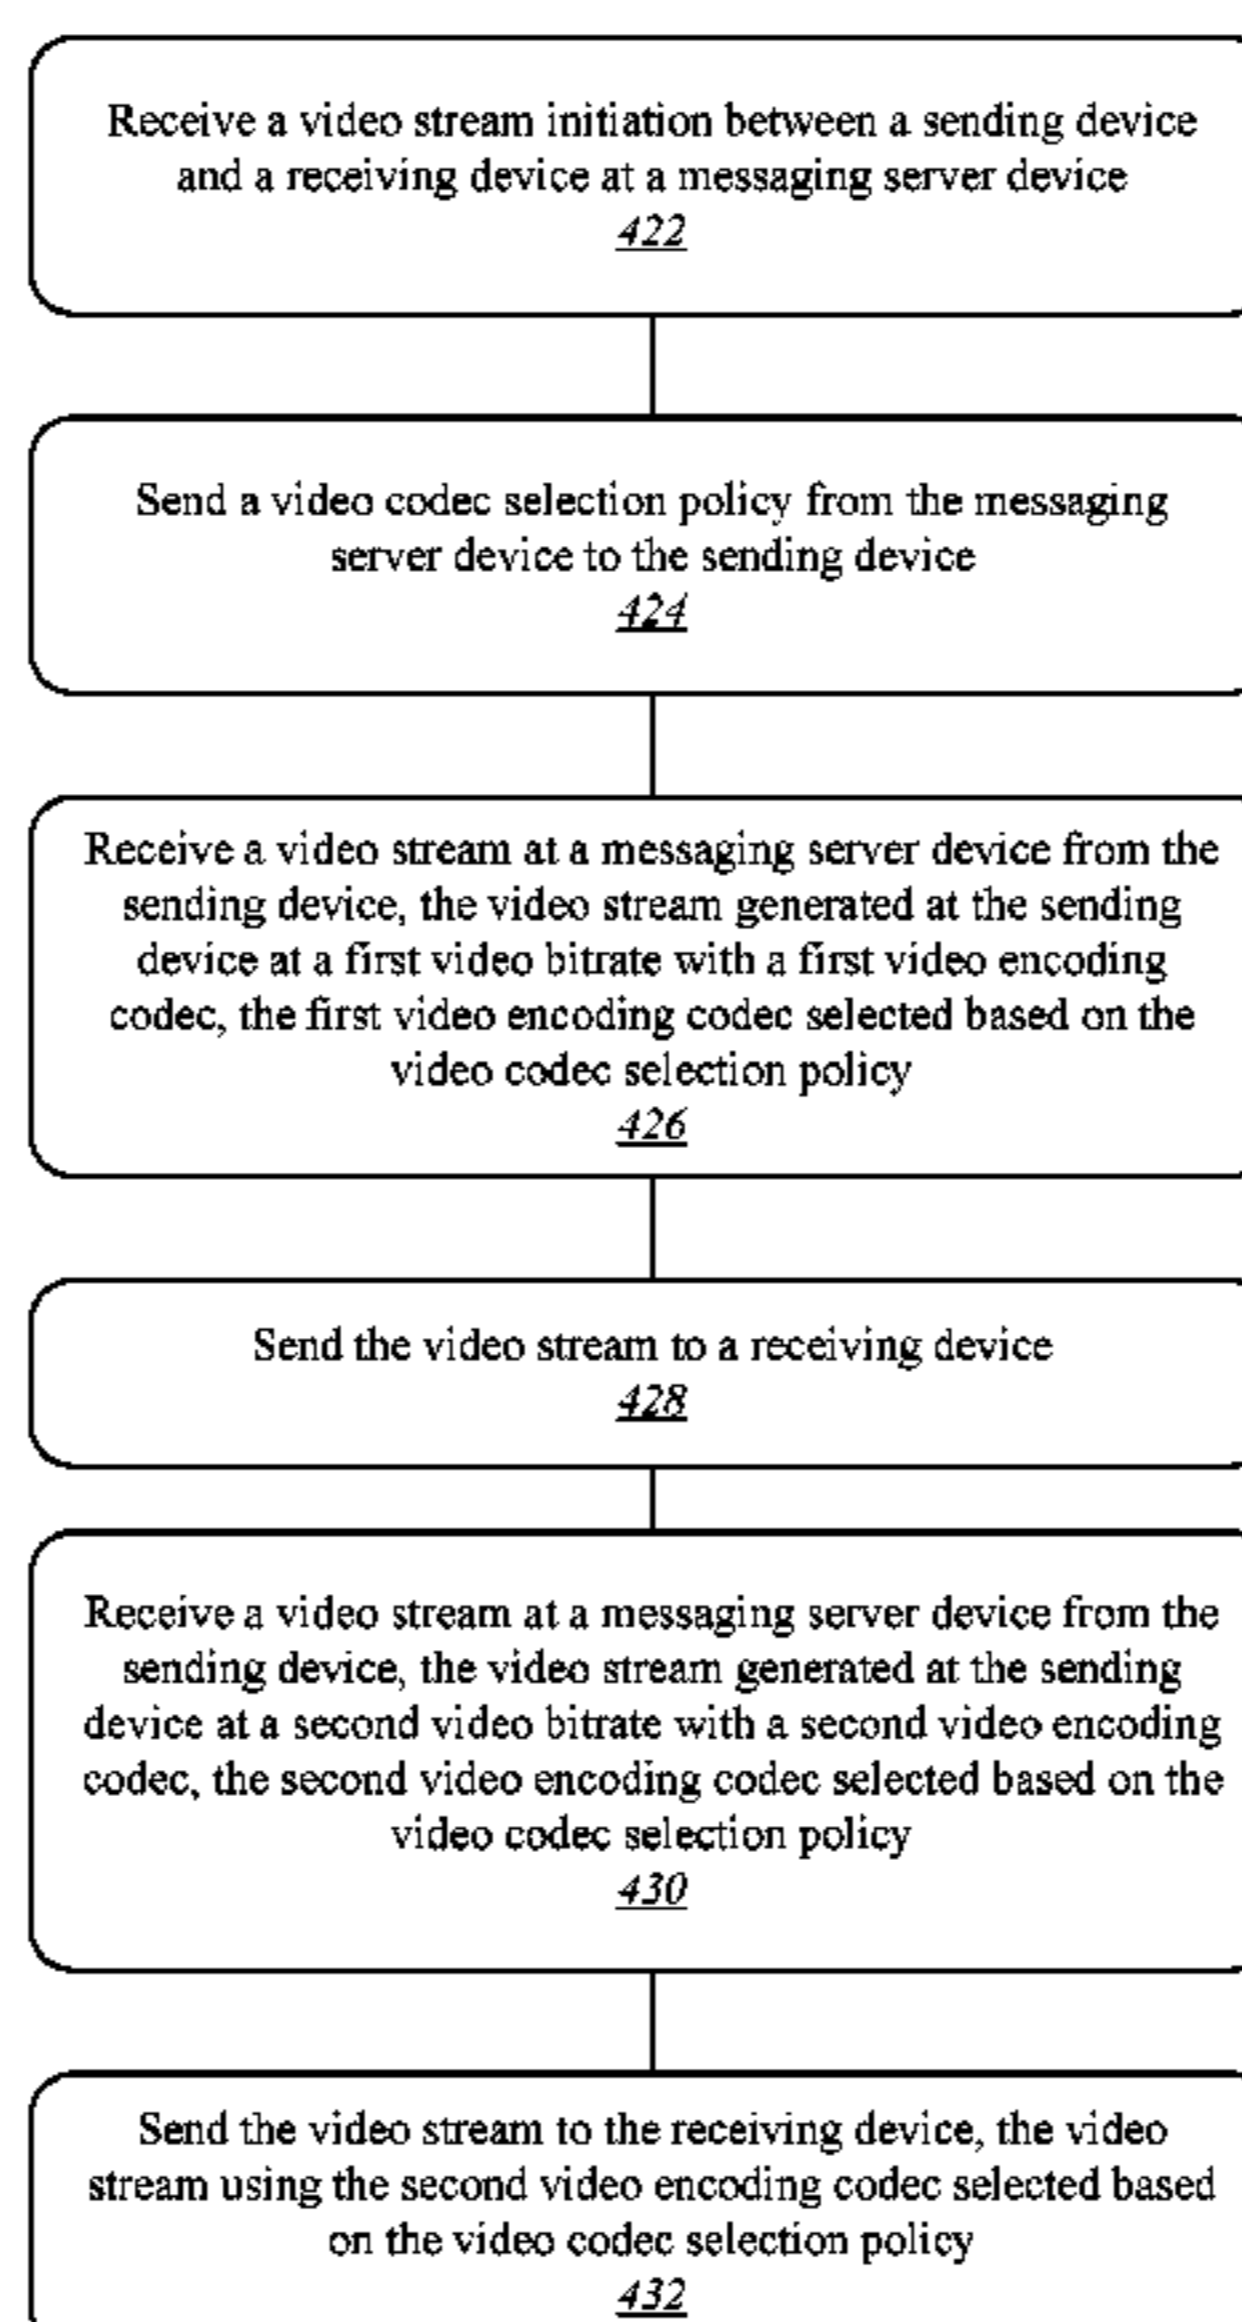 Receive a video stream initiation between a sending device
and a receiving device at a messaging server device
422
Send a video codec selection policy from the messaging
server device to the sending device
424
Receive a video stream at a messaging server device from the
sending device, the video stream generated at the sending
device at a first video bitrate with a first video encoding
codec, the first video encoding codec selected based on the
video codec selection policy
426
Send the video stream to a receiving device
428
Receive a video stream at a messaging server device from the
sending device, the video stream generated at the sending
device at a second video bitrate with a second video encoding
codec, the second video encoding codec selected based on the
video codec selection policy
430
Send the video stream to the receiving device, the video
stream using the second video encoding codec selected based
on the video codec selection policy
432